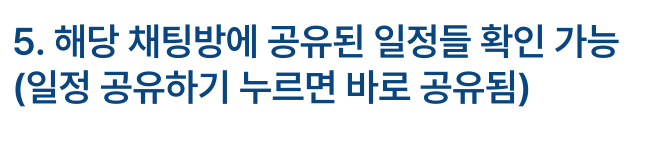 5. 해당 채팅방에 공유된 일정들 확인 가능
(일정 공유하기 누르면 바로 공유됨)